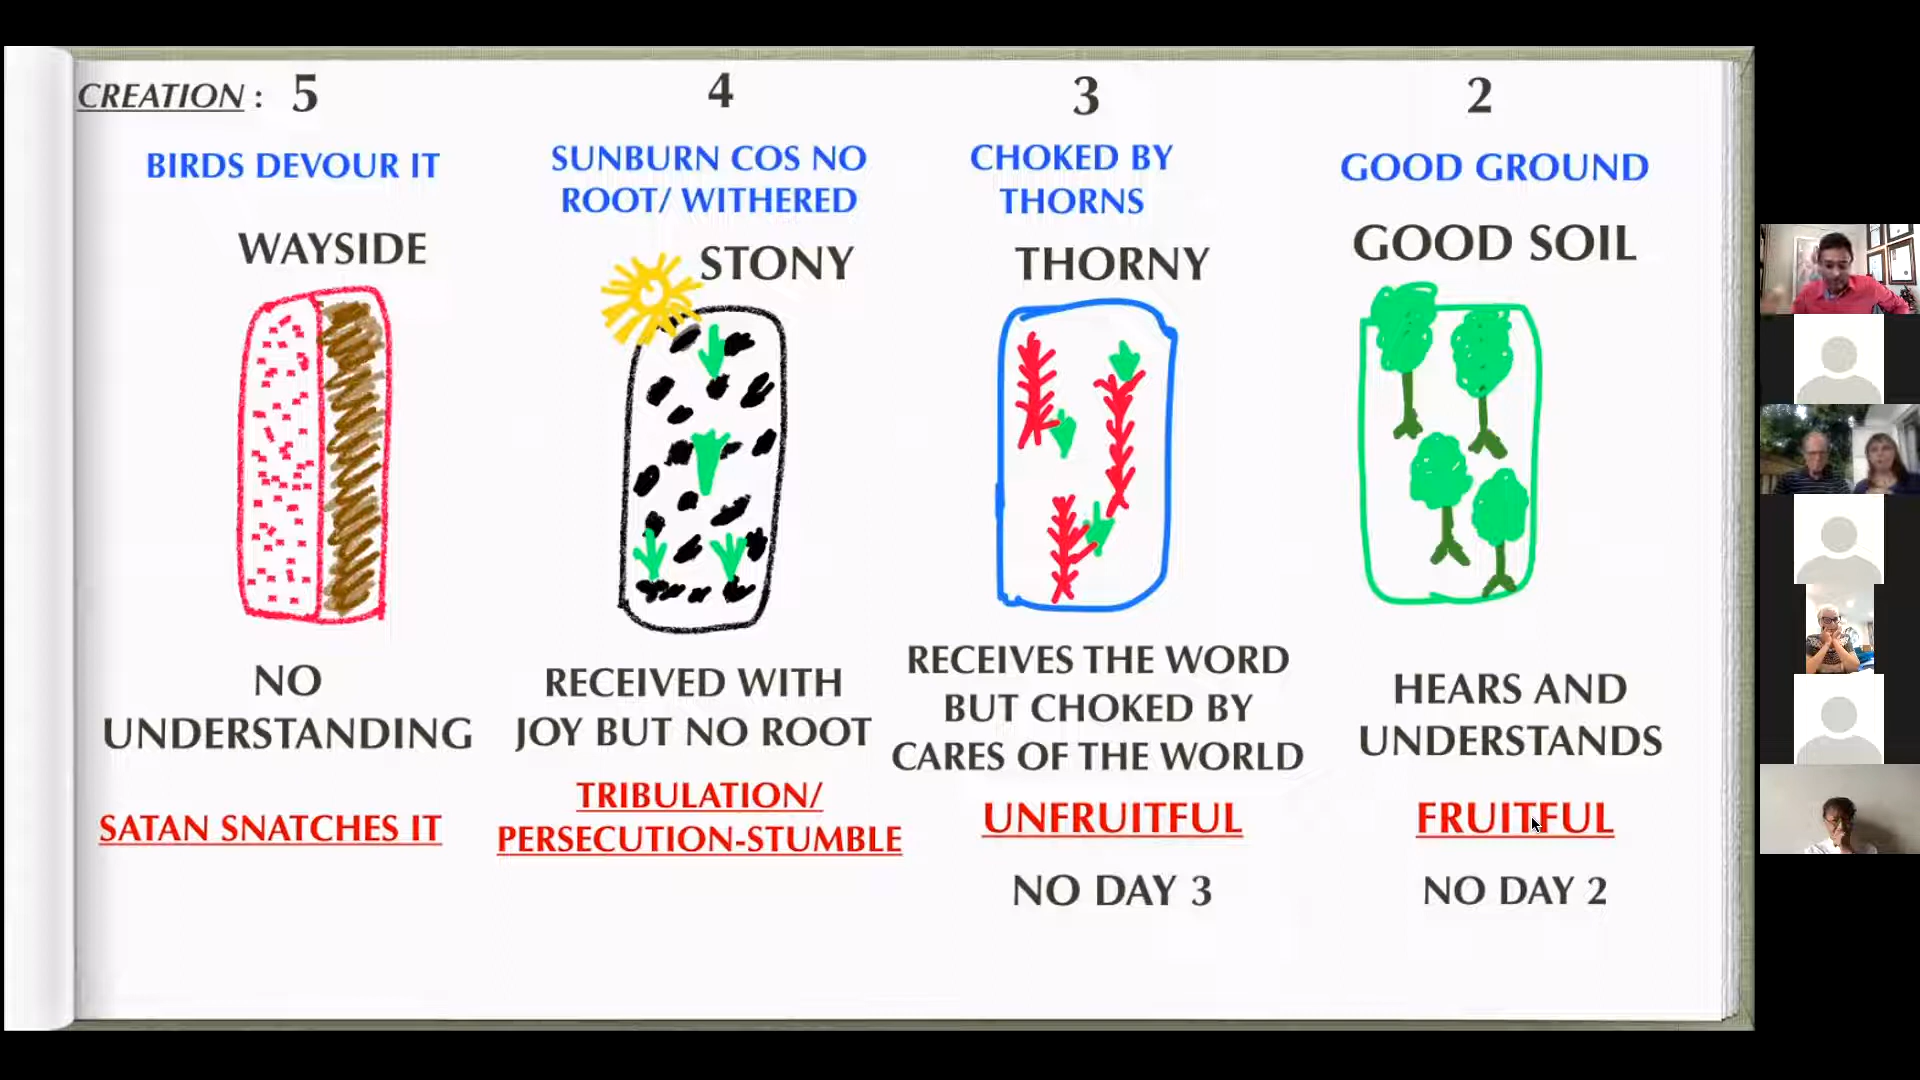 CREATION : 5 4 3 2
BIRDS DEVOUR IT
WAYSIDE
NO
UNDERSTANDING
SATAN SNATCHES IT
SUNBURN COS NO
ROOT/ WITHERED
STONY
RECEIVED WITH
JOY BUT NO ROOT
TRIBULATION/
PERSECUTION-STUMBLE
CHOKED BY
THORNS
THORNY
RECEIVES THE WORD
BUT CHOKED BY
CARES OF THE WORLD
UNFRUITFUL
NO DAY 3
GOOD GROUND
GOOD SOIL
HEARS AND
UNDERSTANDS
FRUITFUL
NO DAY 2